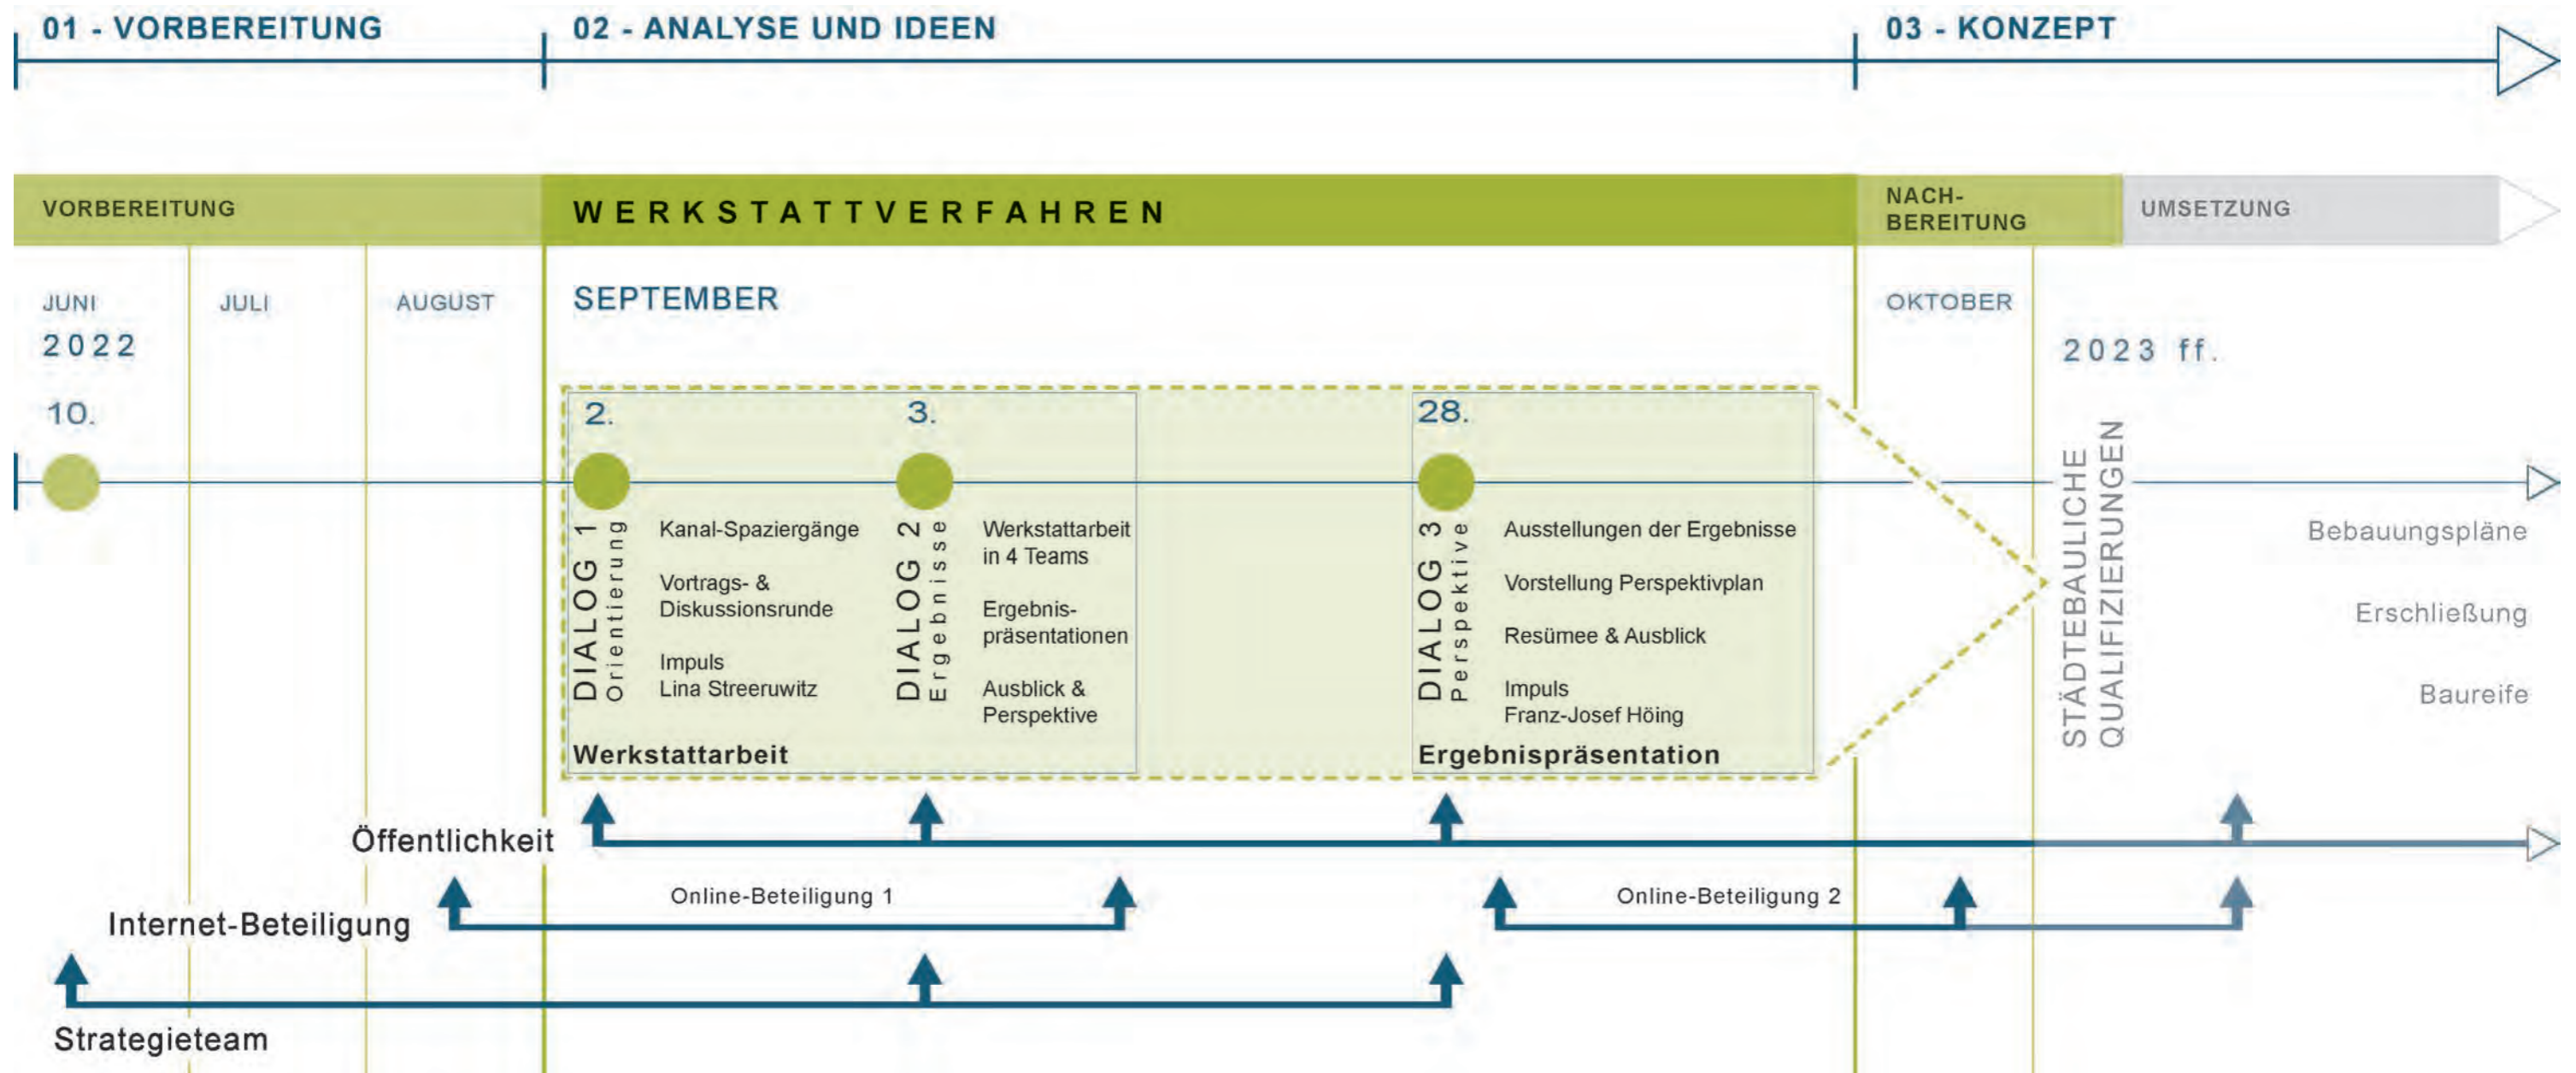 01 - VORBEREITUNG
02 - ANALYSE UND IDEEN
03 - KONZEPT
VORBEREITUNG
WERKSTATTVERFAHREN
NACH-
BEREITUNG
UMSETZUNG
JUNI
2022
JULI
AUGUST
SEPTEMBER
OKTOBER
2023 ff.
10.
2.
3.
28.
DIALOG 1
Orientierung
Kanal-Spaziergänge
Vortrags- &
Diskussionsrunde
Impuls
Lina Streeruwitz
DIALOG 2
Ergebnisse
Werkstattarbeit
in 4 Teams
Ergebnis-
präsentationen
Ausblick &
Perspektive
Werkstattarbeit
DIALOG 3
Perspektive
Ausstellungen der Ergebnisse
Vorstellung Perspektivplan
Resümee & Ausblick
Impuls
Franz-Josef Höing
Ergebnispräsentation
STÄDTEBAULICHE
QUALIFIZIERUNGEN
Bebauungspläne
Erschließung
Baureife
Öffentlichkeit
Internet-Beteiligung
Online-Beteiligung 1
Online-Beteiligung 2
Strategieteam